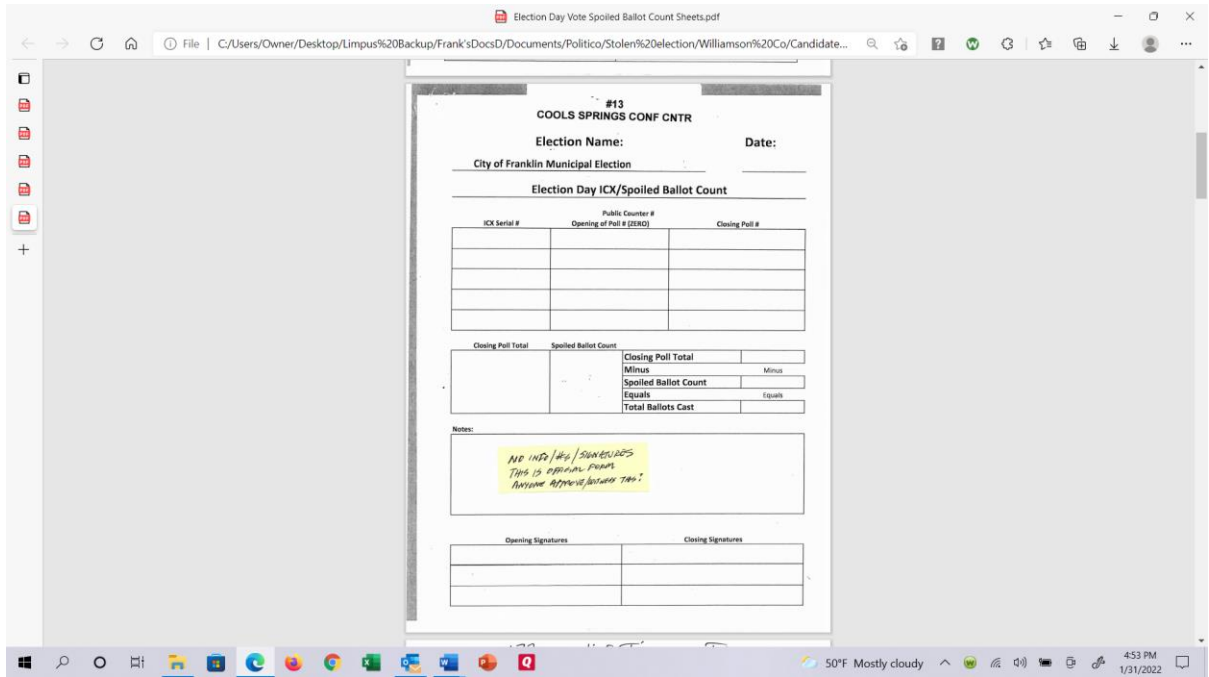 Election Day Vote Spoiled Ballot Count Sheets.pdf
File | C:/Users/Owner/Desktop/Limpus%20Backup/Frank'sDocsD/Documents/Politico/Stolen%20election/Williamson%20Co/Candidate...
#13
COOLS SPRINGS CONF CNTR
Election Name: Date:
City of Franklin Municipal Election
Election Day ICX/Spoiled Ballot Count
Public Counter #
ICX Serial # Opening of Poll # (ZERO) Closing Poll #
Closing Poll Total Spoiled Ballot Count
Closing Poll Total
Minus Minus
Spoiled Ballot Count
Equals Equals
Total Ballots Cast
Notes:
NO INFO/#s/SIGNATURES
THIS IS OFFICIAL FORM
ANYONE APPROVE/WITNESS THIS?
Opening Signatures Closing Signatures
50°F Mostly cloudy
4:53 PM
1/31/2022